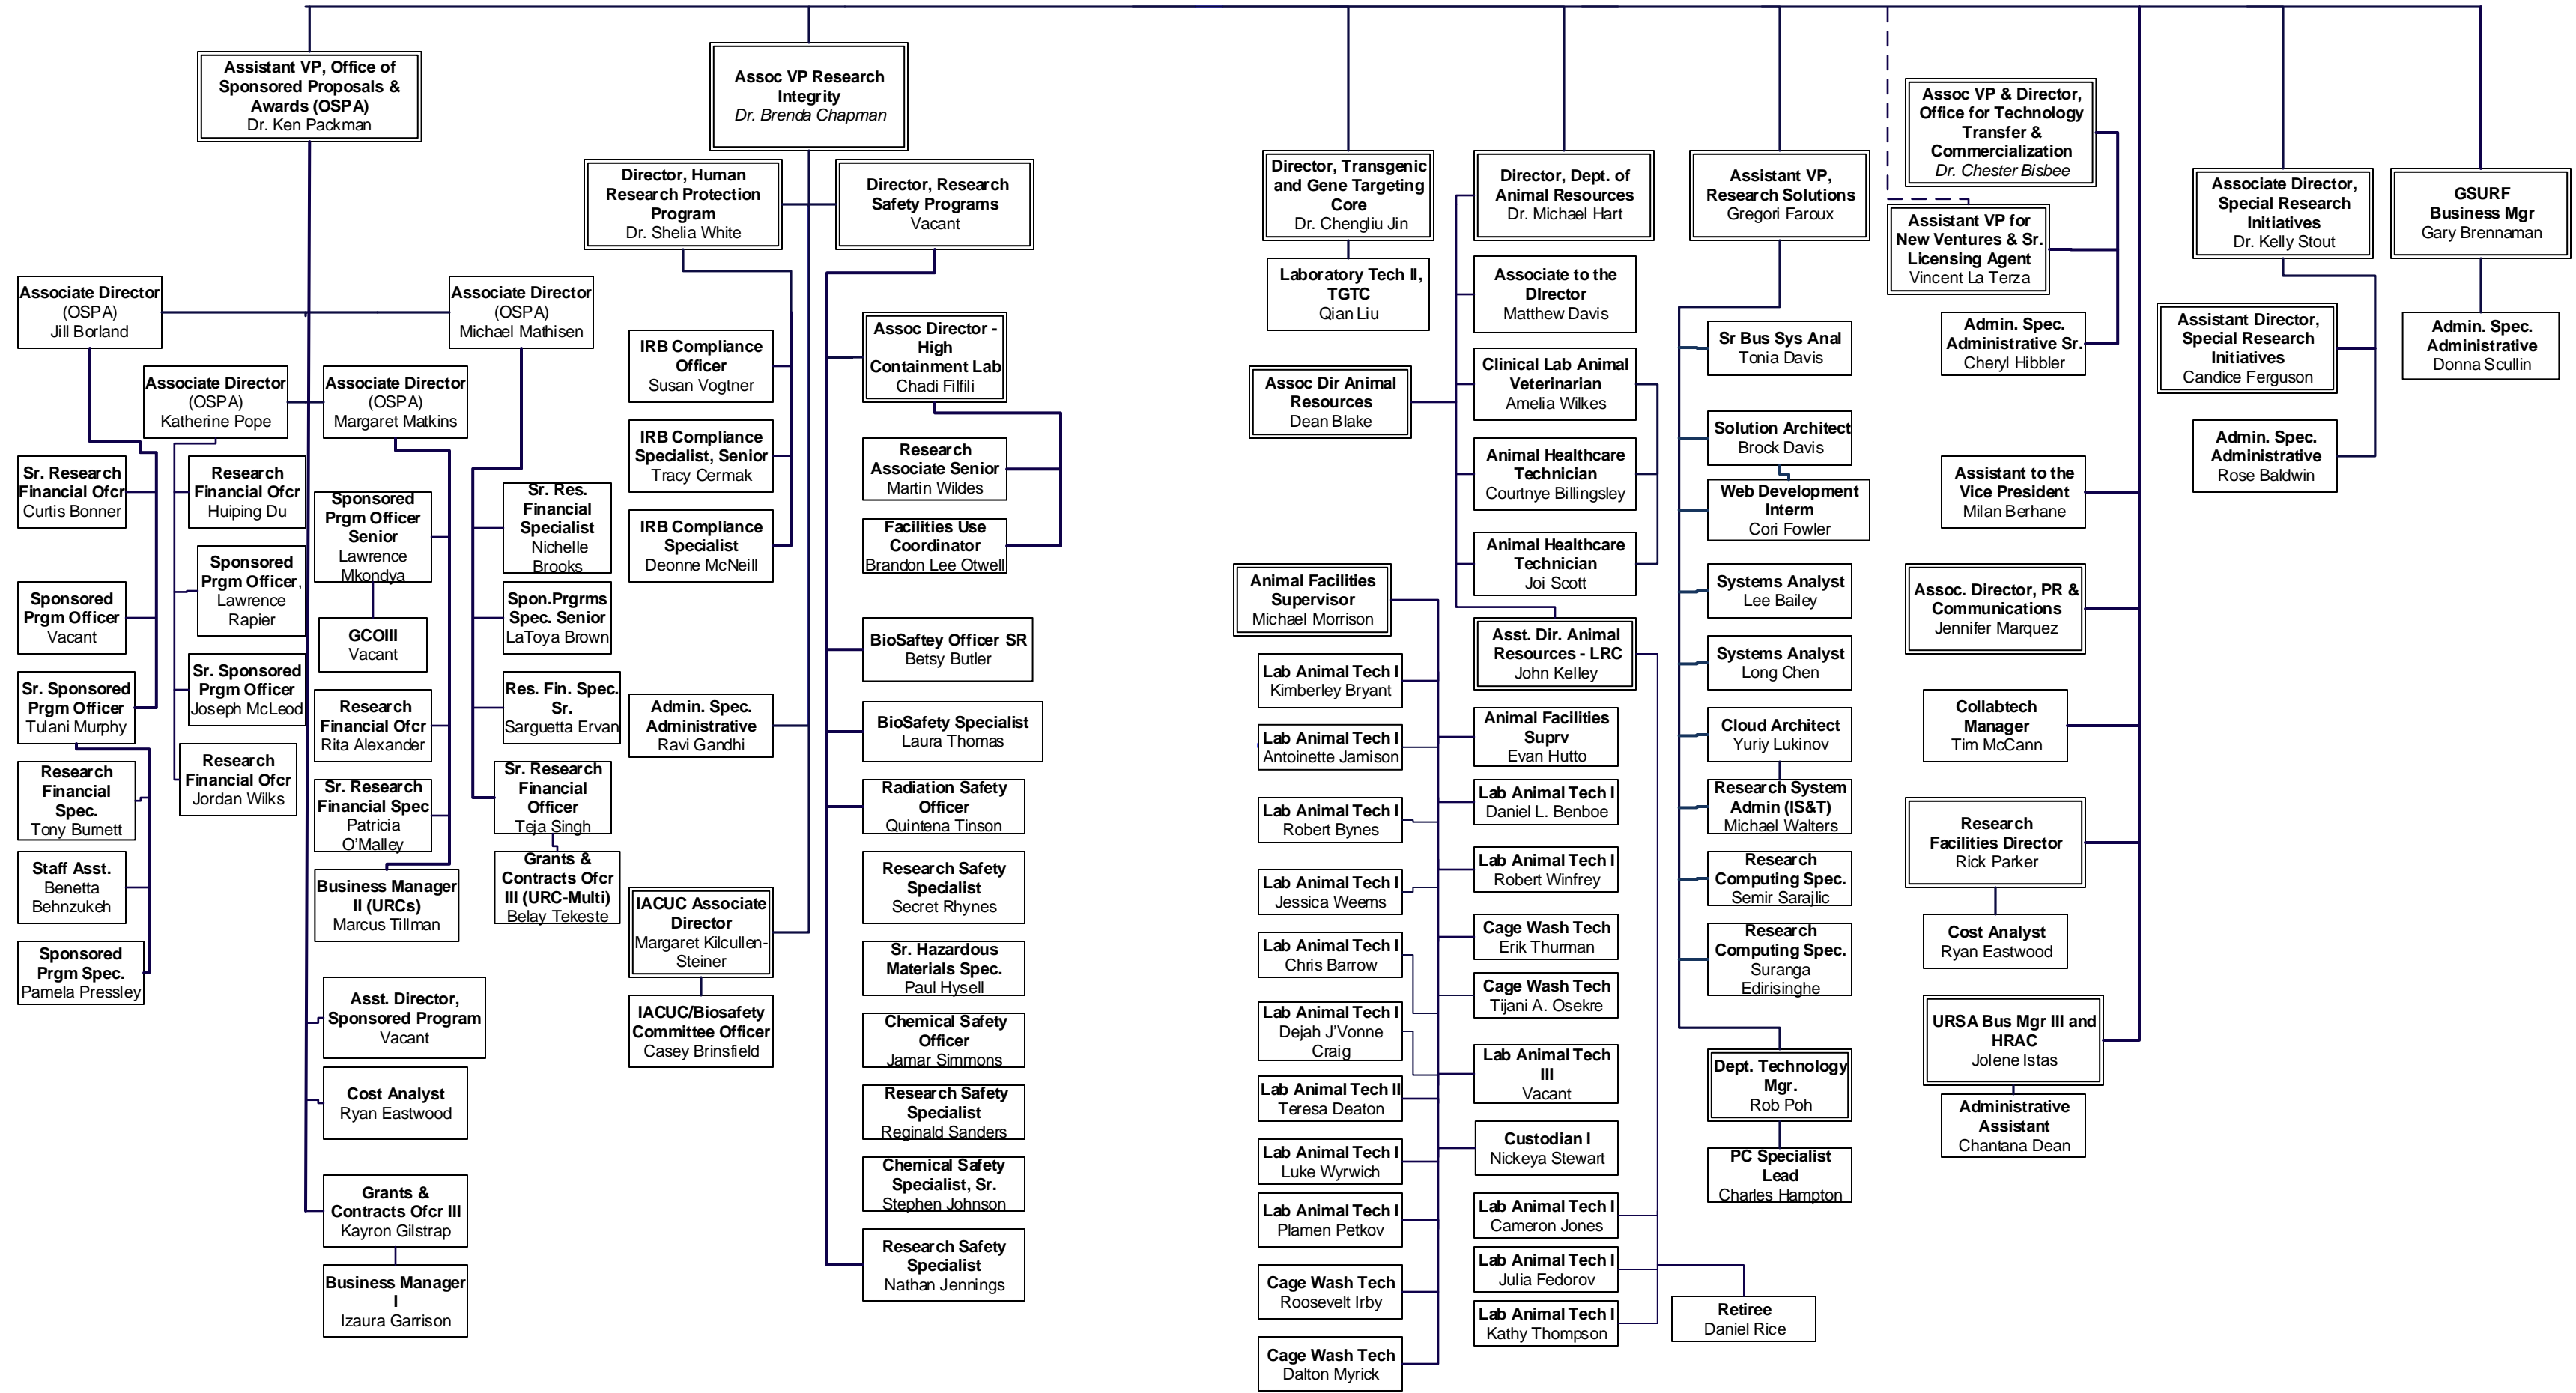 Assistant VP, Office of
Sponsored Proposals &
Awards (OSPA)
Dr. Ken Packman
Assoc VP Research
Integrity
Dr. Brenda Chapman
Director, Human
Research Protection
Program
Dr. Shelia White
Director, Research
Safety Programs
Vacant
Director, Transgenic
and Gene Targeting
Core
Dr. Chengliu Jin
Director, Dept. of
Animal Resources
Dr. Michael Hart
Assistant VP,
Research Solutions
Gregori Faroux
Assoc VP & Director,
Office for Technology
Transfer &
Commercialization
Dr. Chester Bisbee
Assistant VP for
New Ventures & Sr.
Licensing Agent
Vincent La Terza
Admin. Spec.
Administrative Sr.
Cheryl Hibbler
Associate Director,
Special Research
Initiatives
Dr. Kelly Stout
GSURF
Business Mgr
Gary Brennaman
Associate Director
(OSPA)
Jill Borland
Associate Director
(OSPA)
Michael Mathisen
Associate Director
(OSPA)
Katherine Pope
Associate Director
(OSPA)
Margaret Matkins
Sr. Research
Financial Ofcr
Curtis Bonner
Sponsored
Prgm Officer
Vacant
Sr. Sponsored
Prgm Officer
Tulani Murphy
Research
Financial
Spec.
Tony Burnett
Staff Asst.
Benetta
Behnzukeh
Sponsored
Prgm Spec.
Pamela Pressley
Research
Financial Ofcr
Huiping Du
Sponsored
Prgm Officer,
Lawrence
Rapier
Sr. Sponsored
Prgm Officer
Joseph McLeod
Research
Financial Ofcr
Jordan Wilks
Sponsored
Prgm Officer
Senior
Lawrence
Mkondya
GCOIII
Vacant
Research
Financial Ofcr
Rita Alexander
Sr. Research
Financial Spec
Patricia
O’Malley
Business Manager
II (URCs)
Marcus Tillman
Asst. Director,
Sponsored Program
Vacant
Cost Analyst
Ryan Eastwood
Grants &
Contracts Ofcr III
Kayron Gilstrap
Business Manager
I
Izaura Garrison
Sr. Res.
Financial
Specialist
Nichelle
Brooks
Spon.Prgrms
Spec. Senior
LaToya Brown
Res. Fin. Spec.
Sr.
Sarguetta Ervan
Sr. Research
Financial
Officer
Teja Singh
Grants &
Contracts Ofcr
III (URC-Multi)
Belay Tekeste
IRB Compliance
Officer
Susan Vogtner
IRB Compliance
Specialist, Senior
Tracy Cermak
IRB Compliance
Specialist
Deonne McNeill
Admin. Spec.
Administrative
Ravi Gandhi
IACUC Associate
Director
Margaret Kilcullen-
Steiner
IACUC/Biosafety
Committee Officer
Casey Brinsfield
Assoc Director -
High
Containment Lab
Chadi Filfili
Research
Associate Senior
Martin Wildes
Facilities Use
Coordinator
Brandon Lee Otwell
BioSaftey Officer SR
Betsy Butler
BioSafety Specialist
Laura Thomas
Radiation Safety
Officer
Quintena Tinson
Research Safety
Specialist
Secret Rhynes
Sr. Hazardous
Materials Spec.
Paul Hysell
Chemical Safety
Officer
Jamar Simmons
Research Safety
Specialist
Reginald Sanders
Chemical Safety
Specialist, Sr.
Stephen Johnson
Research Safety
Specialist
Nathan Jennings
Laboratory Tech II,
TGTC
Qian Liu
Assoc Dir Animal
Resources
Dean Blake
Animal Facilities
Supervisor
Michael Morrison
Lab Animal Tech I
Kimberley Bryant
Lab Animal Tech I
Antoinette Jamison
Lab Animal Tech I
Robert Bynes
Lab Animal Tech I
Jessica Weems
Lab Animal Tech I
Chris Barrow
Lab Animal Tech I
Dejah J’Vonne
Craig
Lab Animal Tech II
Teresa Deaton
Lab Animal Tech I
Luke Wyrwich
Lab Animal Tech I
Plamen Petkov
Cage Wash Tech
Roosevelt Irby
Cage Wash Tech
Dalton Myrick
Associate to the
DIrector
Matthew Davis
Clinical Lab Animal
Veterinarian
Amelia Wilkes
Animal Healthcare
Technician
Courtnye Billingsley
Animal Healthcare
Technician
Joi Scott
Asst. Dir. Animal
Resources - LRC
John Kelley
Animal Facilities
Suprv
Evan Hutto
Lab Animal Tech I
Daniel L. Benboe
Lab Animal Tech I
Robert Winfrey
Cage Wash Tech
Erik Thurman
Cage Wash Tech
Tijani A. Osekre
Lab Animal Tech
III
Vacant
Custodian I
Nickeya Stewart
Lab Animal Tech I
Cameron Jones
Lab Animal Tech I
Julia Fedorov
Lab Animal Tech I
Kathy Thompson
Retiree
Daniel Rice
Sr Bus Sys Anal
Tonia Davis
Solution Architect
Brock Davis
Web Development
Interm
Cori Fowler
Systems Analyst
Lee Bailey
Systems Analyst
Long Chen
Cloud Architect
Yuriy Lukinov
Research System
Admin (IS&T)
Michael Walters
Research
Computing Spec.
Semir Sarajlic
Research
Computing Spec.
Suranga
Edirisinghe
Dept. Technology
Mgr.
Rob Poh
PC Specialist
Lead
Charles Hampton
Assistant to the
Vice President
Milan Berhane
Assoc. Director, PR &
Communications
Jennifer Marquez
Collabtech
Manager
Tim McCann
Research
Facilities Director
Rick Parker
Cost Analyst
Ryan Eastwood
URSA Bus Mgr III and
HRAC
Jolene Istas
Administrative
Assistant
Chantana Dean
Assistant Director,
Special Research
Initiatives
Candice Ferguson
Admin. Spec.
Administrative
Rose Baldwin
Admin. Spec.
Administrative
Donna Scullin